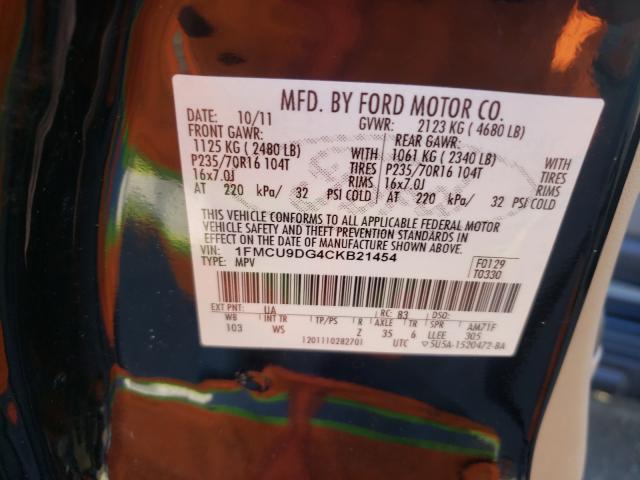 MFD. BY FORD MOTOR CO.
DATE: 10/11 GVWR: 2123 KG ( 4680 LB)
FRONT GAWR: REAR GAWR:
1125 KG ( 2480 LB) WITH 1061 KG ( 2340 LB) WITH
P235/70R16 104T TIRES P235/70R16 104T TIRES
16x7.0J RIMS 16x7.0J RIMS
AT 220 kPa/ 32 PSI COLD AT 220 kPa/ 32 PSI COLD
THIS VEHICLE CONFORMS TO ALL APPLICABLE FEDERAL MOTOR
VEHICLE SAFETY AND THEFT PREVENTION STANDARDS IN
EFFECT ON THE DATE OF MANUFACTURE SHOWN ABOVE.
VIN: 1FMCU9DG4CKB21454 F0129
TYPE: MPV T0330
EXT PNT: UA RC: 83 DSO:
WB INT TR TP/PS R AXLE TR SPR AM71F
103 WS Z 35 6 LLEE 305
1201110282701 UTC 5U5A-1520472-BA